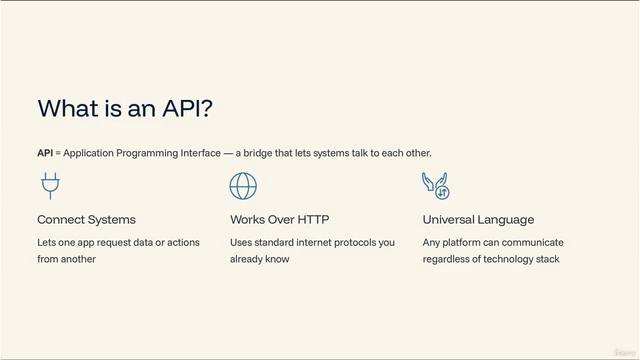 What is an API?
API = Application Programming Interface — a bridge that lets systems talk to each other.
Connect Systems
Lets one app request data or actions
from another
Works Over HTTP
Uses standard internet protocols you
already know
Universal Language
Any platform can communicate
regardless of technology stack